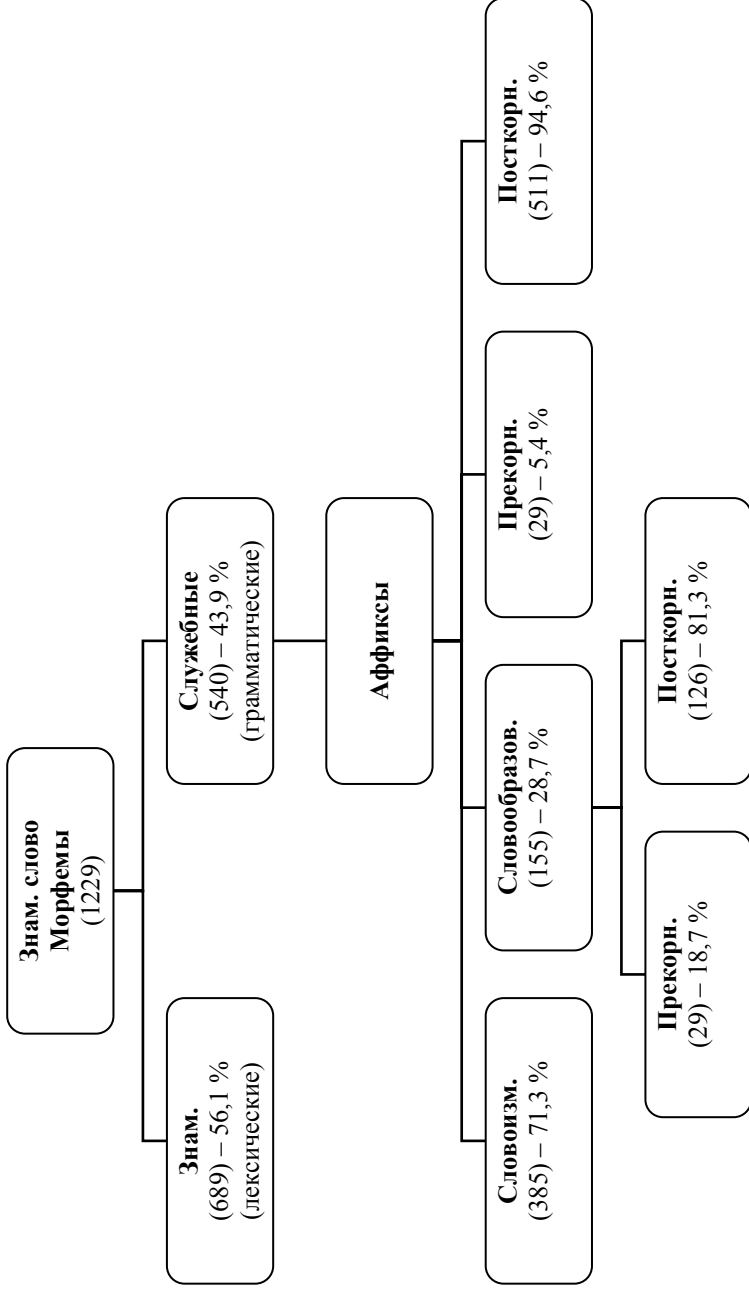 Знам. слово
Морфемы
(1229)
Знам.
(689) – 56,1 %
(лексические)
Служебные
(540) – 43,9 %
(грамматические)
Аффиксы
Словоизм.
(385) – 71,3 %
Словообразов.
(155) – 28,7 %
Прекорн.
(29) – 5,4 %
Посткорн.
(511) – 94,6 %
Прекорн.
(29) – 18,7 %
Посткорн.
(126) – 81,3 %